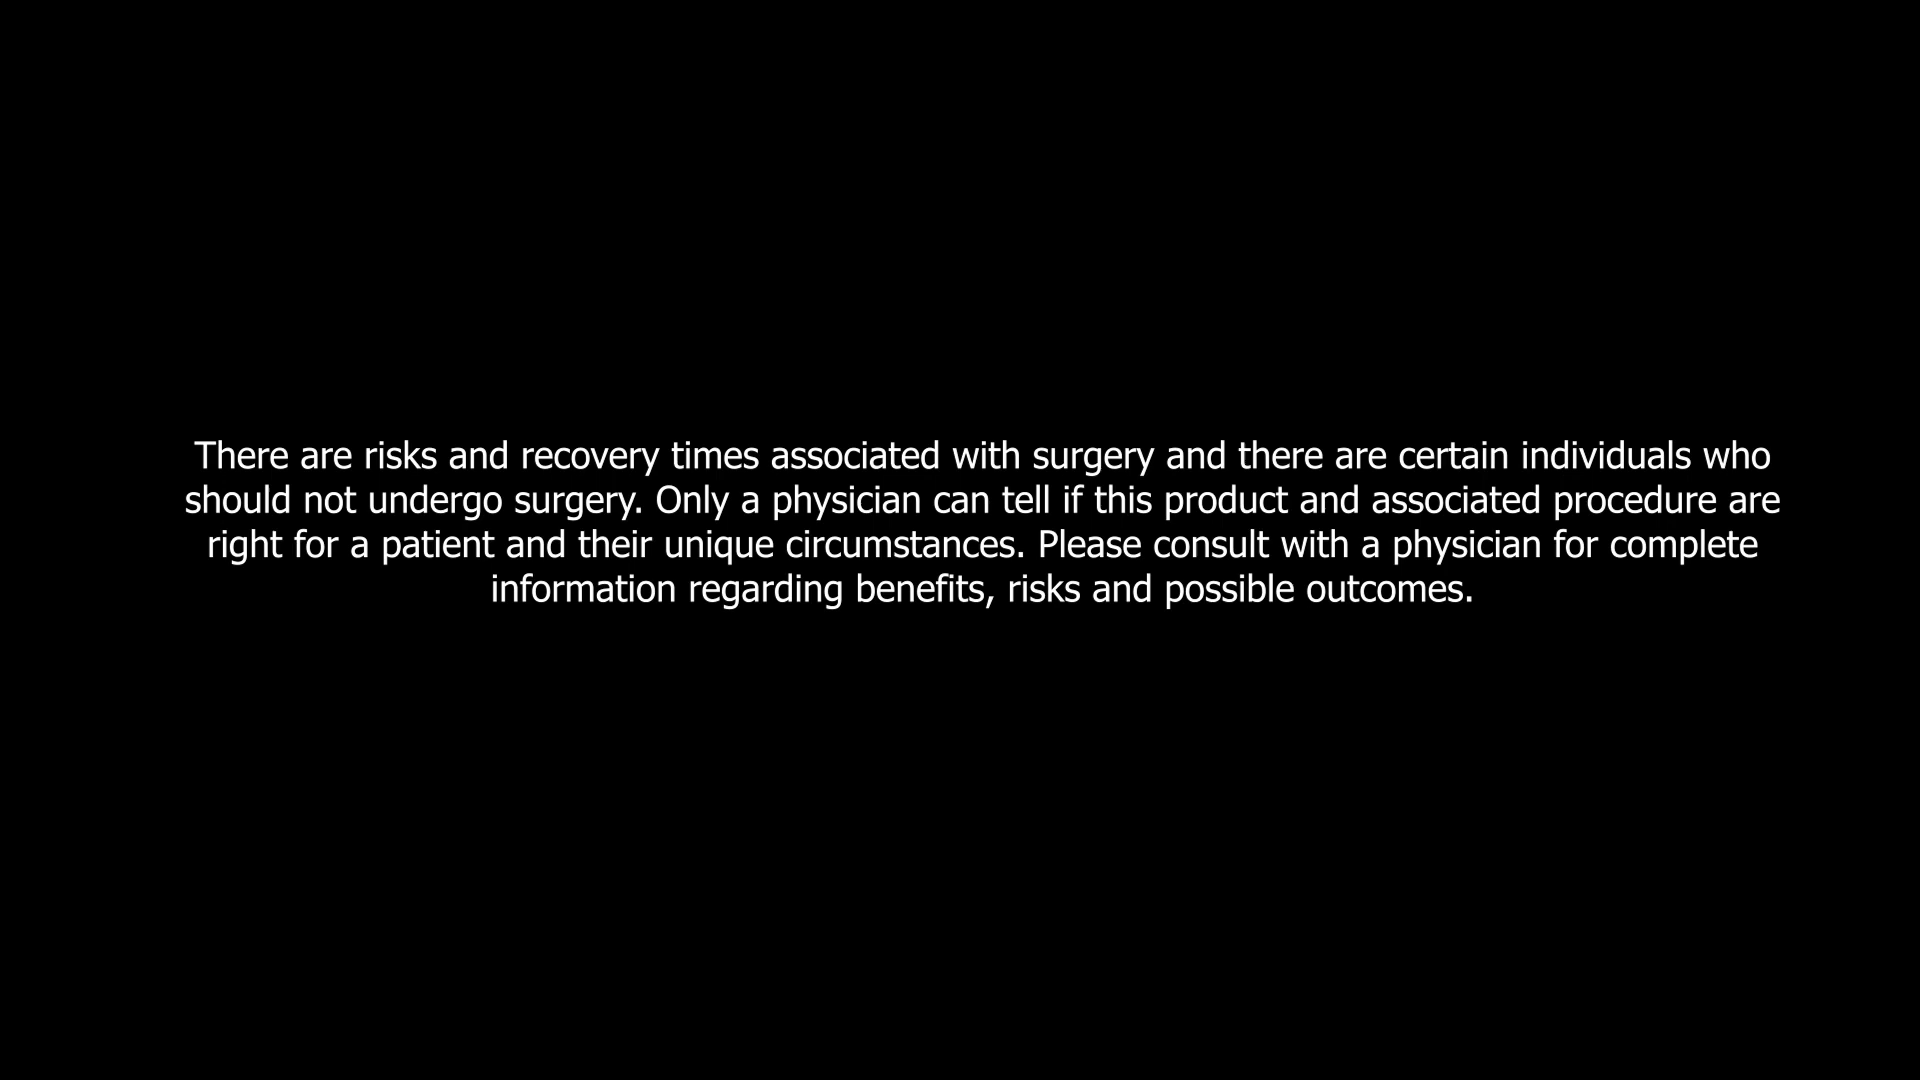 There are risks and recovery times associated with surgery and there are certain individuals who
should not undergo surgery. Only a physician can tell if this product and associated procedure are
right for a patient and their unique circumstances. Please consult with a physician for complete
information regarding benefits, risks and possible outcomes.